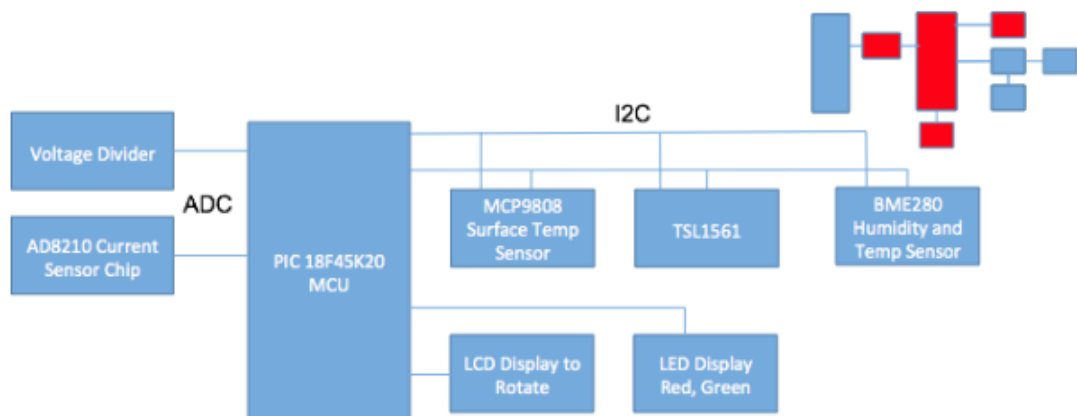 I2C
Voltage Divider
ADC
AD8210 Current
Sensor Chip
PIC 18F45K20
MCU
MCP9808
Surface Temp
Sensor
TSL1561
BME280
Humidity and
Temp Sensor
LCD Display to
Rotate
LED Display
Red, Green